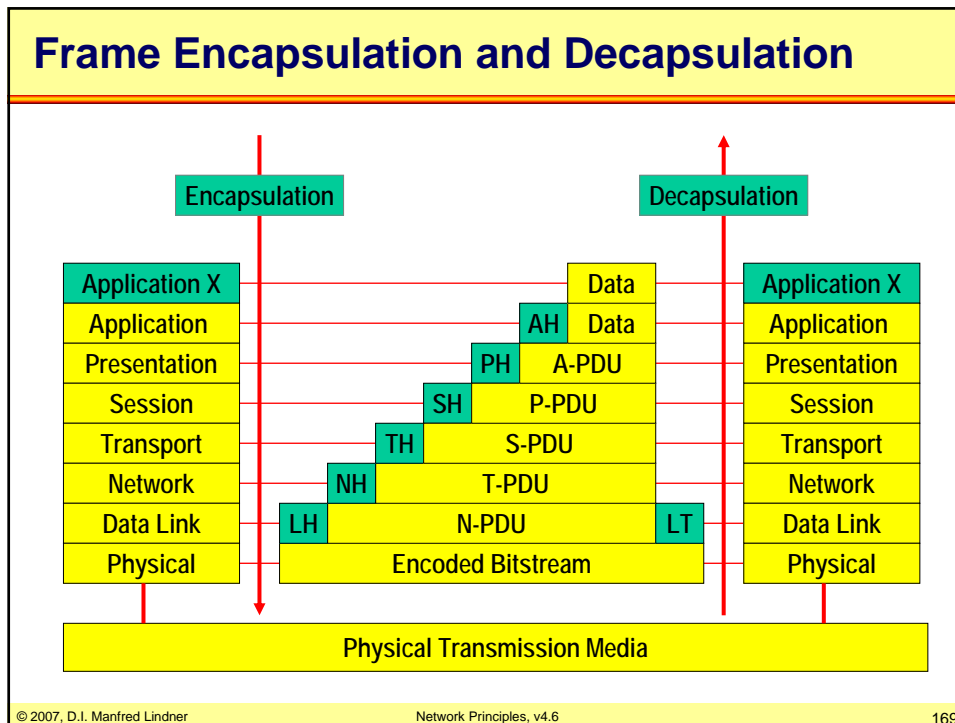 Frame Encapsulation and Decapsulation
Encapsulation Decapsulation
Application X Data Application X
Application AH Data Application
Presentation PH A-PDU Presentation
Session SH P-PDU Session
Transport TH S-PDU Transport
Network NH T-PDU Network
Data Link LH N-PDU LT Data Link
Physical Encoded Bitstream Physical
Physical Transmission Media
© 2007, D.I. Manfred Lindner Network Principles, v4.6 169